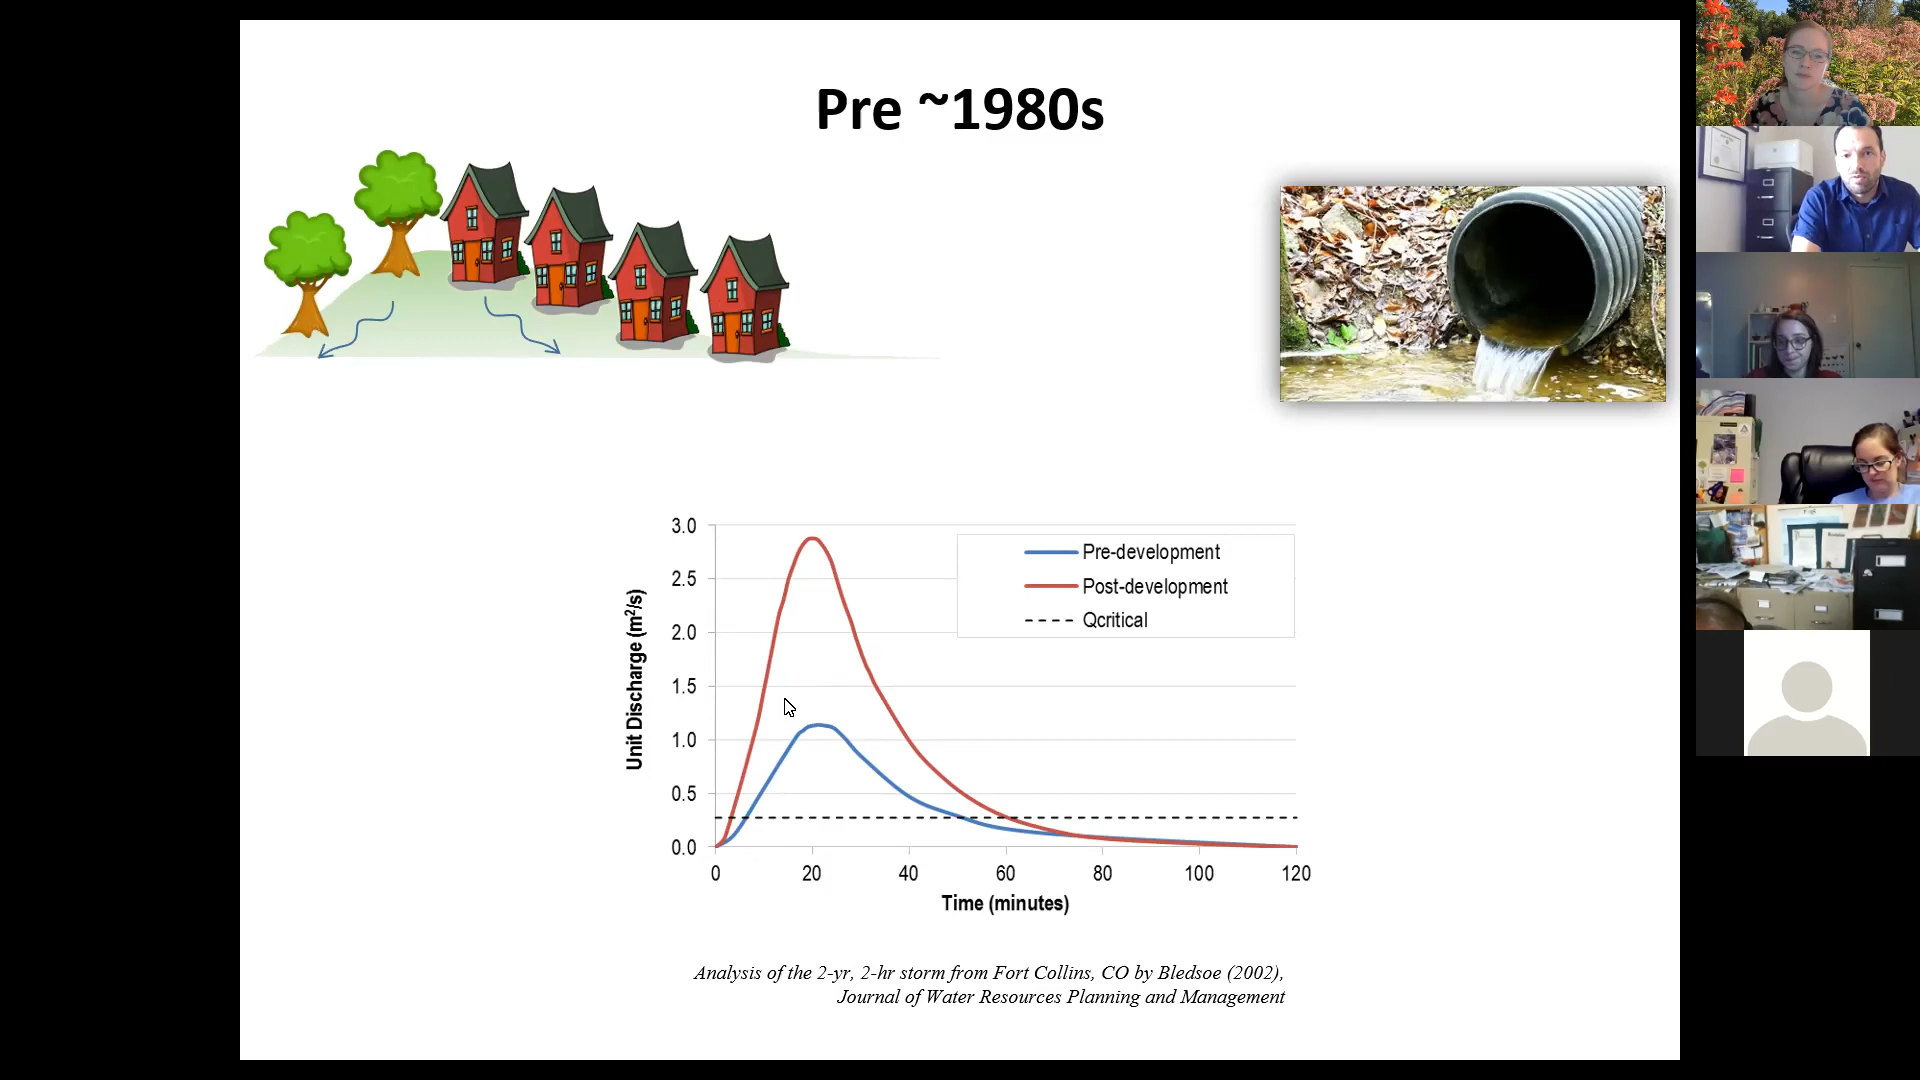 Pre ~1980s
3.0
2.5
2.0
1.5
1.0
0.5
0.0
Unit Discharge (m²/s)
Pre-development
Post-development
Qcritical
0 20 40 60 80 100 120
Time (minutes)
Analysis of the 2-yr, 2-hr storm from Fort Collins, CO by Bledsoe (2002),
Journal of Water Resources Planning and Management